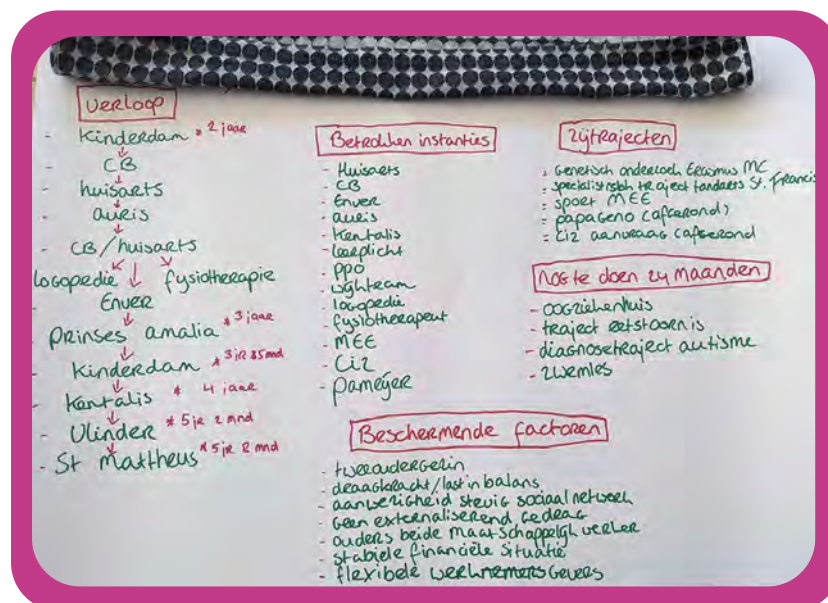 Verloop
- Kinderdam * 2 jaar
- CB
- huisarts
- auris
- CB/huisarts
logopedie fysiotherapie
Enver
Prinses amalia * 3 jaar
- Kinderdam * 3 jr 85mnd
- Kentalis * 4 jaar
- Vlinder * 5 jr 2 mnd
- St Mattheus * 5 jr 2 mnd
Betrokken instanties
- Huisarts
- CB
- Enver
- auris
- Kentalis
- leerplicht
- PPO
- wijkteam
- logopedie
- fysiotherapeut
- MEE
- Ciz
- Pameijer
Zijtrajecten
- Genetisch onderzoek Erasmus MC
- specialistisch traject tandarts St. Francis
- sport MEE
- papageno (afgerond)
- Ciz aanvraag (afgerond
Nog te doen 24 maanden
- oogziekenhuis
- traject eetstoornis
- diagnosetraject autisme
- zwemles
Beschermende factoren
- tweeoudergezin
- draagkracht/last in balans
- aanwezigheid stevig sociaal netwerk
- geen externaliserend gedrag
- ouders beide maatschappelijk werker
- stabiele financiële situatie
- flexibele werknemersgevers